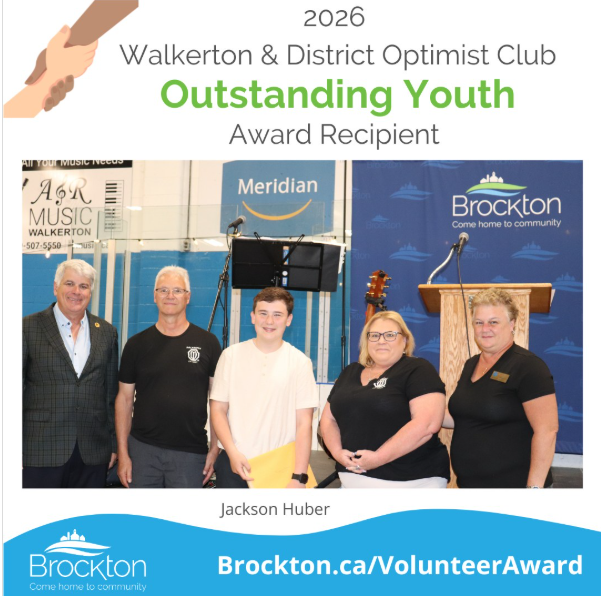 2026
Walkerton & District Optimist Club
Outstanding Youth
Award Recipient
All Your Music Needs
A&R
MUSIC
WALKERTON
-507-5550
Meridian
Brockton
Come home to community
Jackson Huber
Brockton
Come home to community
Brockton.ca/VolunteerAward